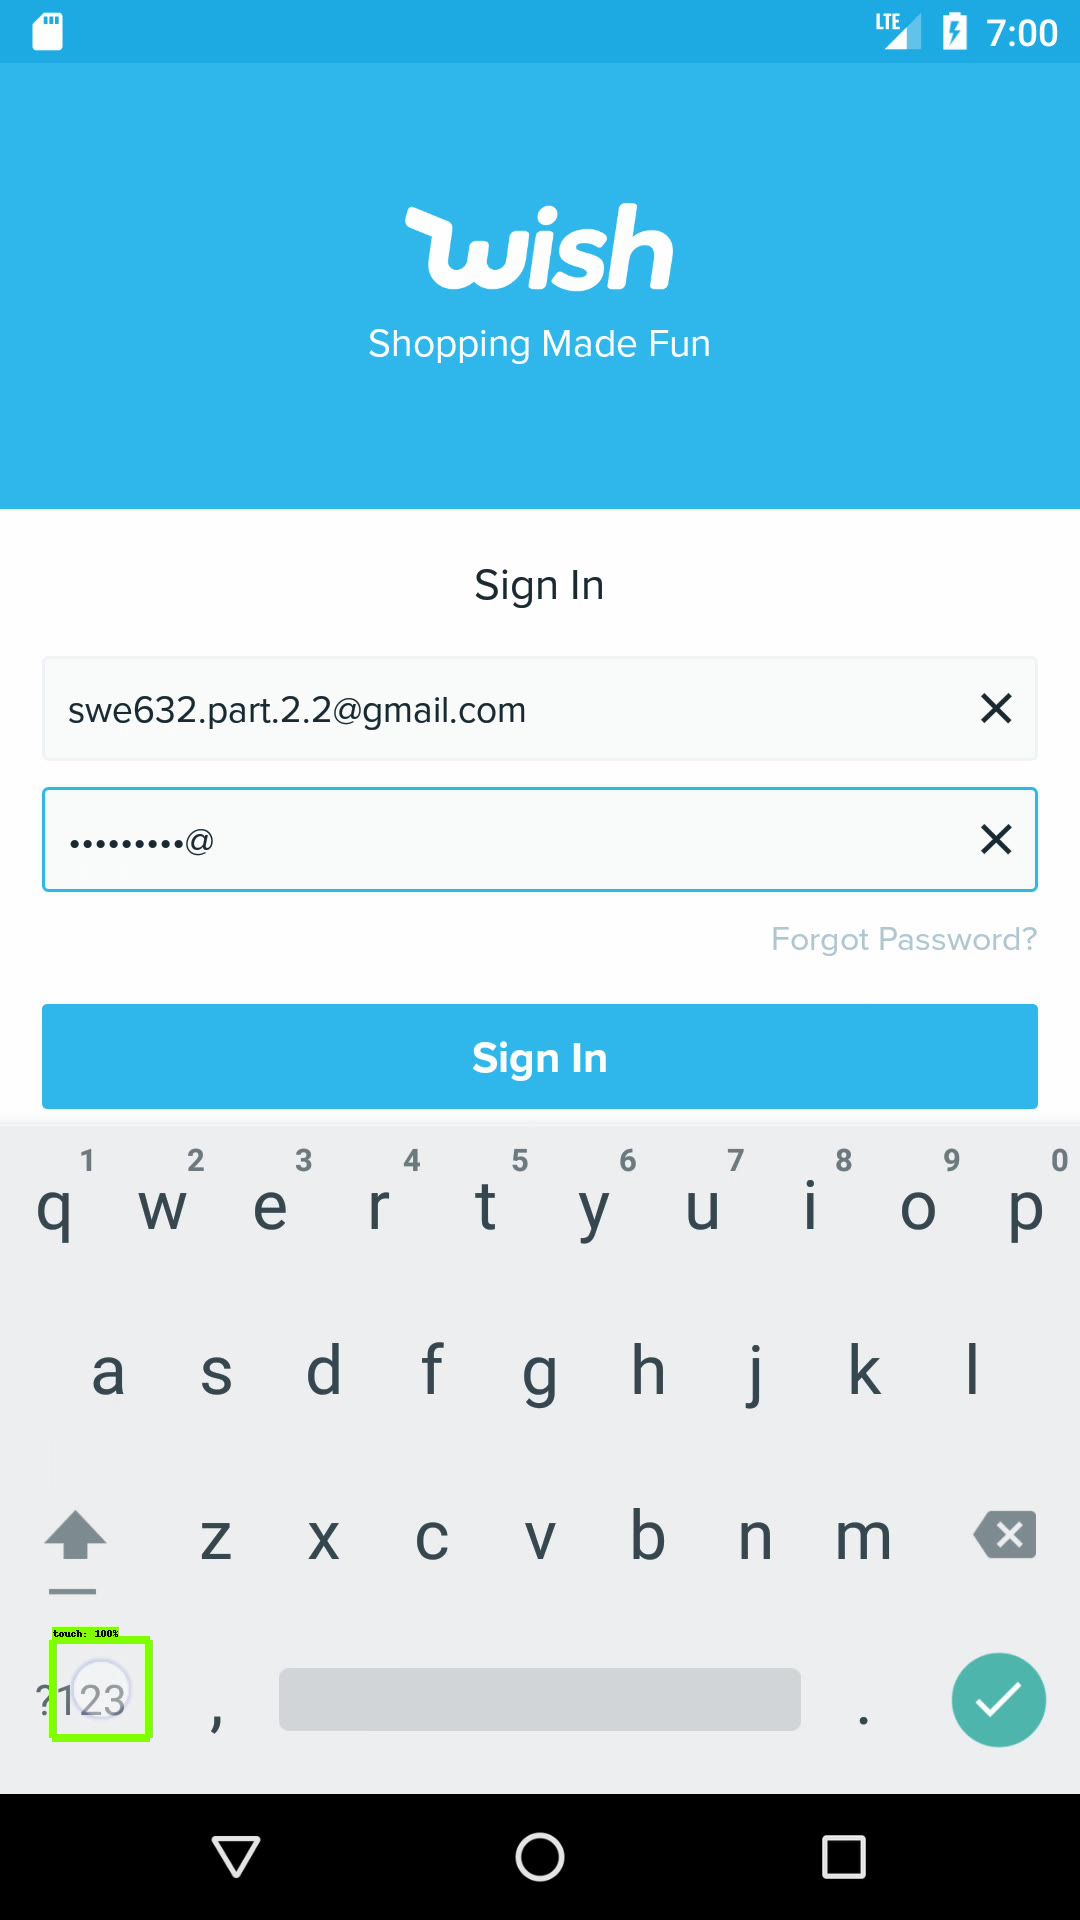 LTE 7:00
wish
Shopping Made Fun
Sign In
swe632.part.2.2@gmail.com
•••••••••@
Forgot Password?
Sign In
1 2 3 4 5 6 7 8 9 0
q w e r t y u i o p
a s d f g h j k l
z x c v b n m
touch: 100%
?123 , .